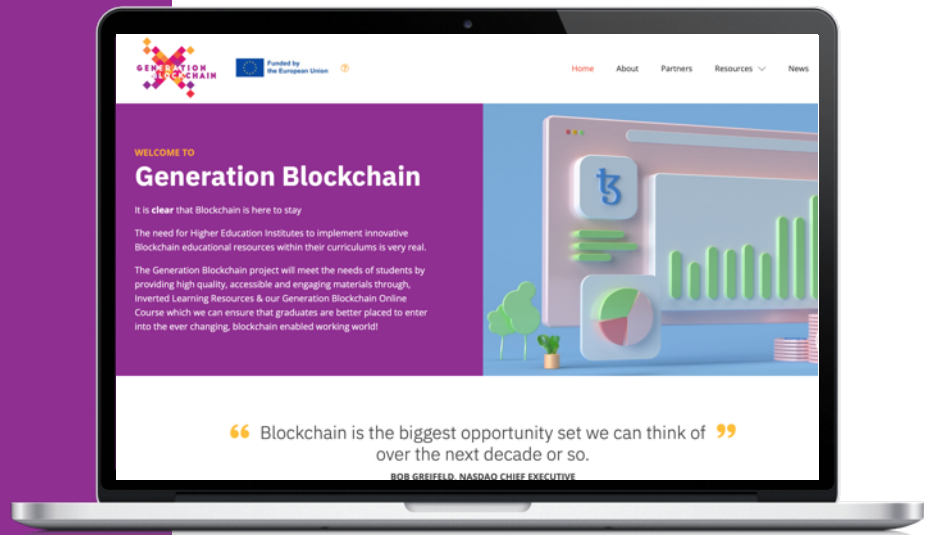 GENERATION
BLOCKCHAIN
Funded by
the European Union
Home
About
Partners
Resources
News
WELCOME TO
Generation Blockchain
It is clear that Blockchain is here to stay
The need for Higher Education Institutes to implement innovative
Blockchain educational resources within their curriculums is very real.
The Generation Blockchain project will meet the needs of students by
providing high quality, accessible and engaging materials through,
Inverted Learning Resources & our Generation Blockchain Online
Course which we can ensure that graduates are better placed to enter
into the ever changing, blockchain enabled working world!
“ Blockchain is the biggest opportunity set we can think of ”
over the next decade or so.
BOB GREIFELD, NASDAQ CHIEF EXECUTIVE